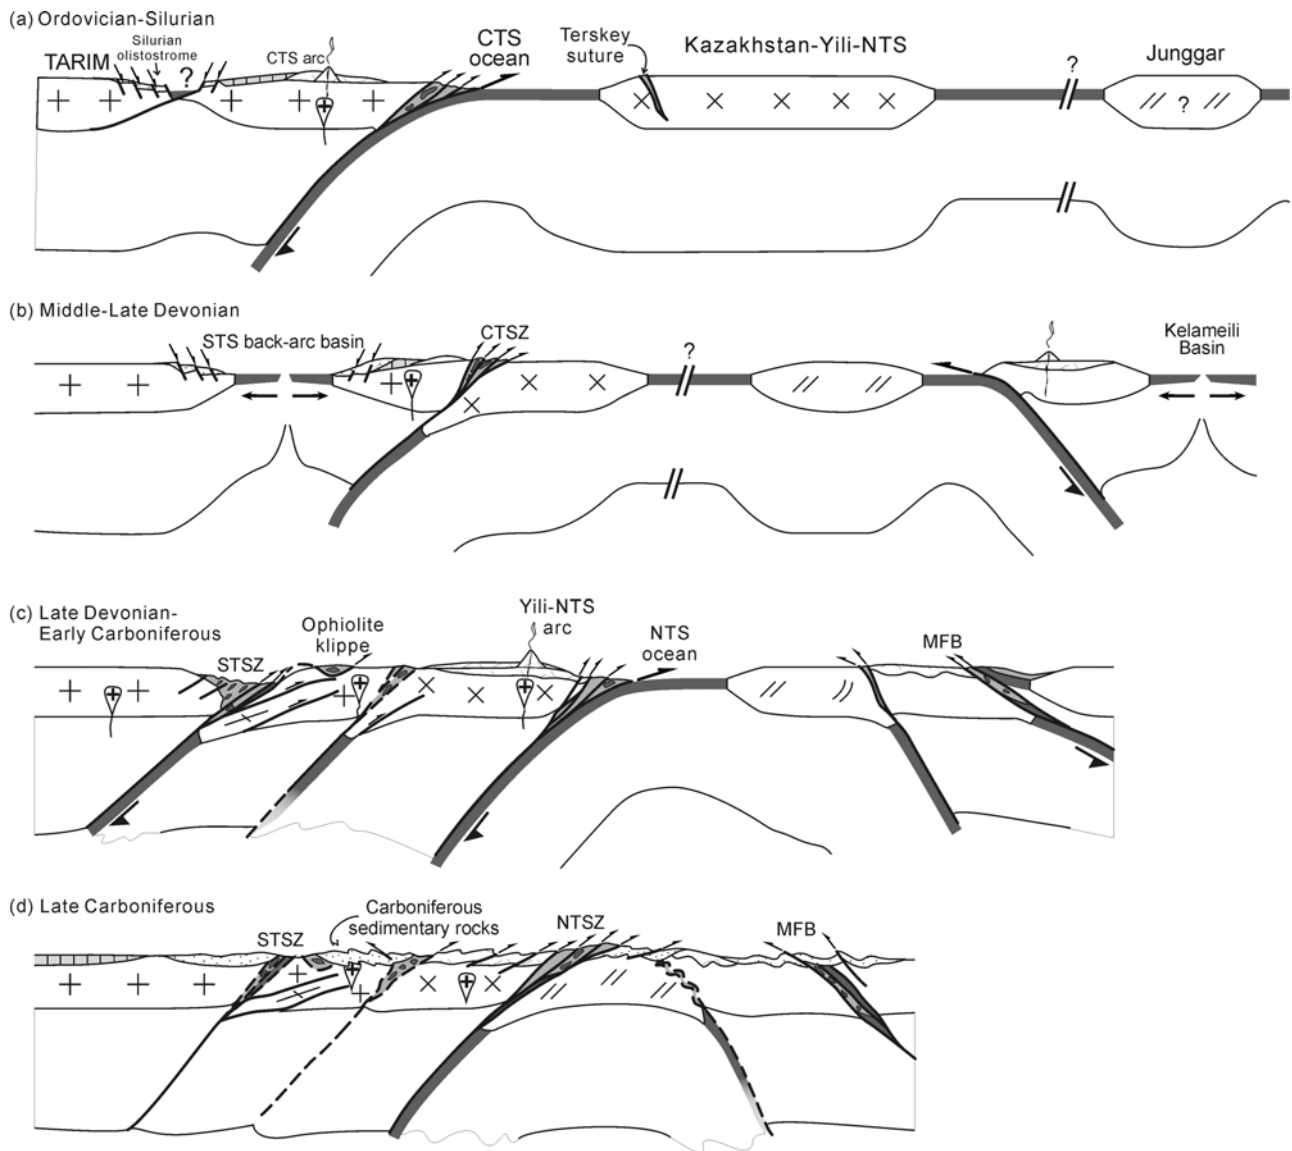 (a) Ordovician-Silurian
Silurian
olistostrome
TARIM
?
CTS arc
CTS
ocean
Terskey
suture
Kazakhstan-Yili-NTS
?
Junggar
?
(b) Middle-Late Devonian
STS back-arc basin
CTSZ
?
Kelameili
Basin
(c) Late Devonian-
Early Carboniferous
STSZ
Ophiolite
klippe
Yili-NTS
arc
NTS
ocean
MFB
(d) Late Carboniferous
STSZ
Carboniferous
sedimentary rocks
NTSZ
MFB